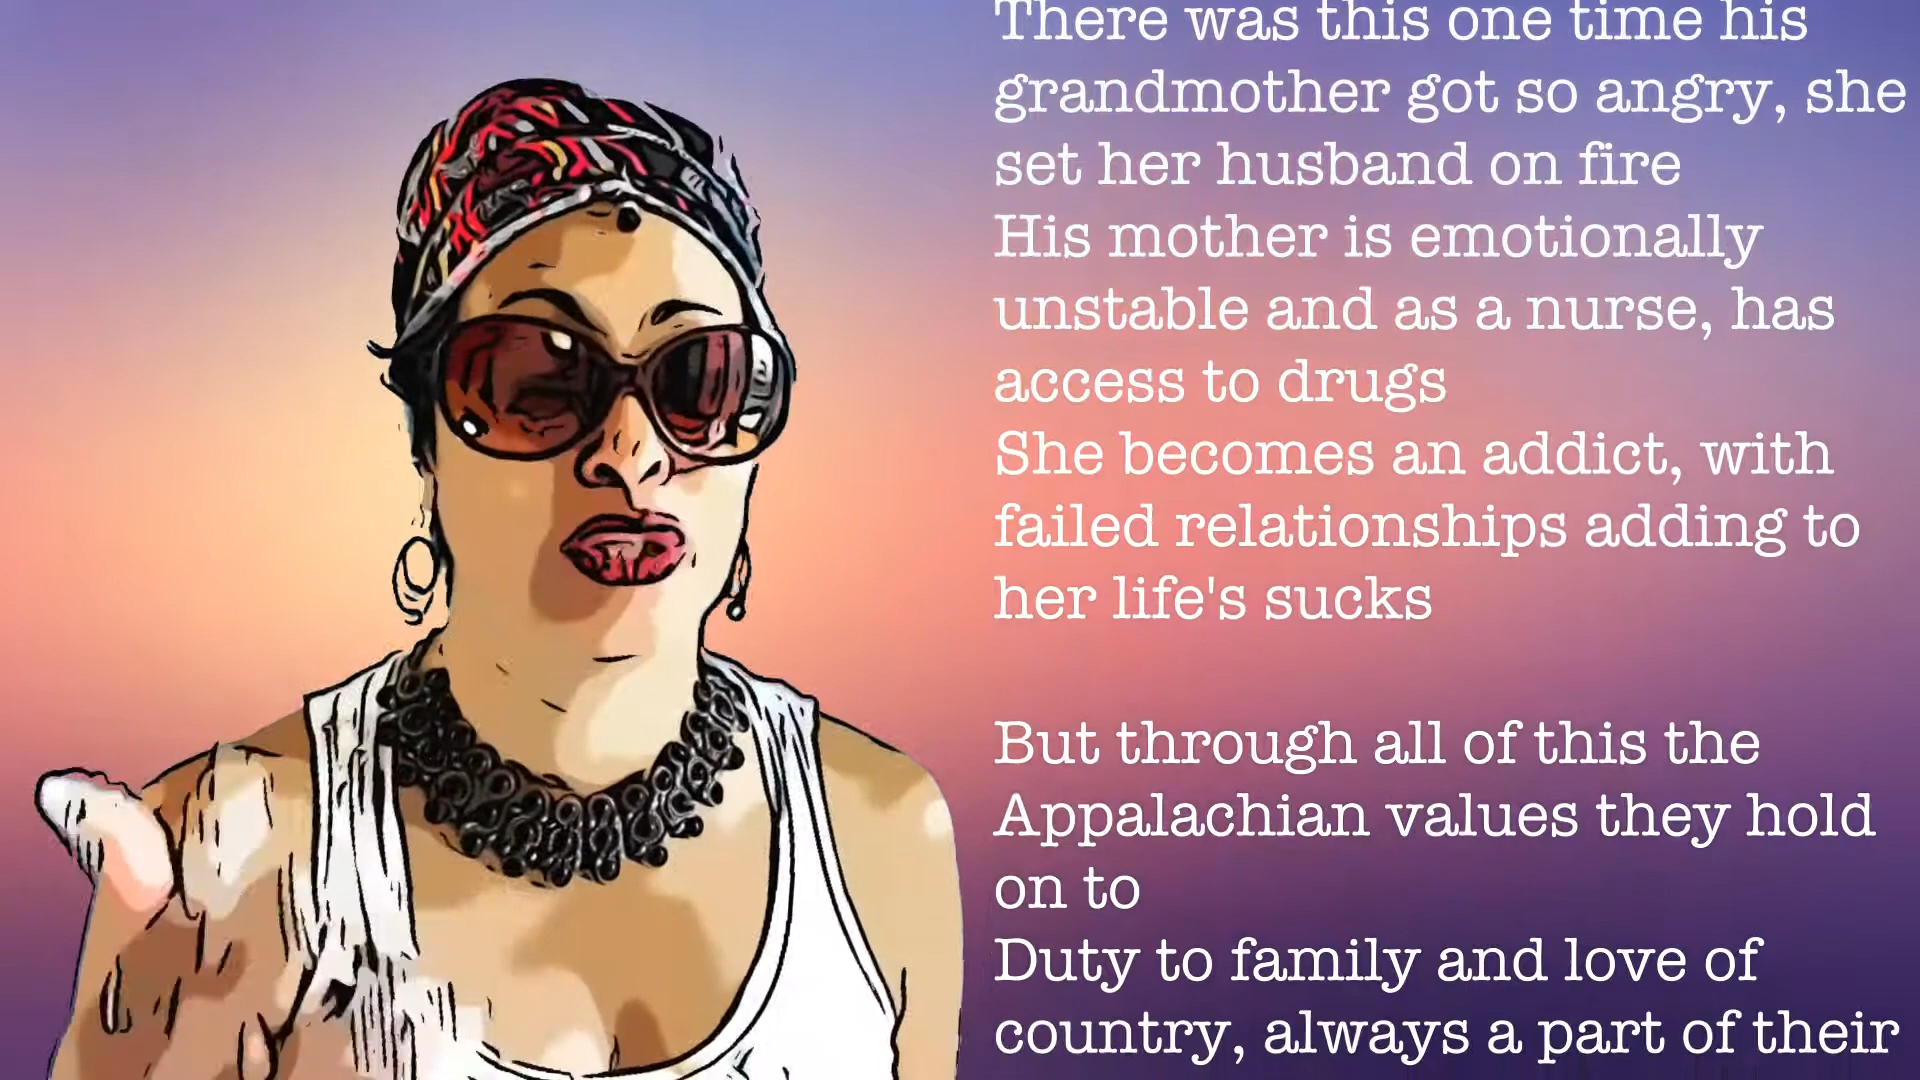 There was this one time his
grandmother got so angry, she
set her husband on fire
His mother is emotionally
unstable and as a nurse, has
access to drugs
She becomes an addict, with
failed relationships adding to
her life's sucks
But through all of this the
Appalachian values they hold
on to
Duty to family and love of
country, always a part of their